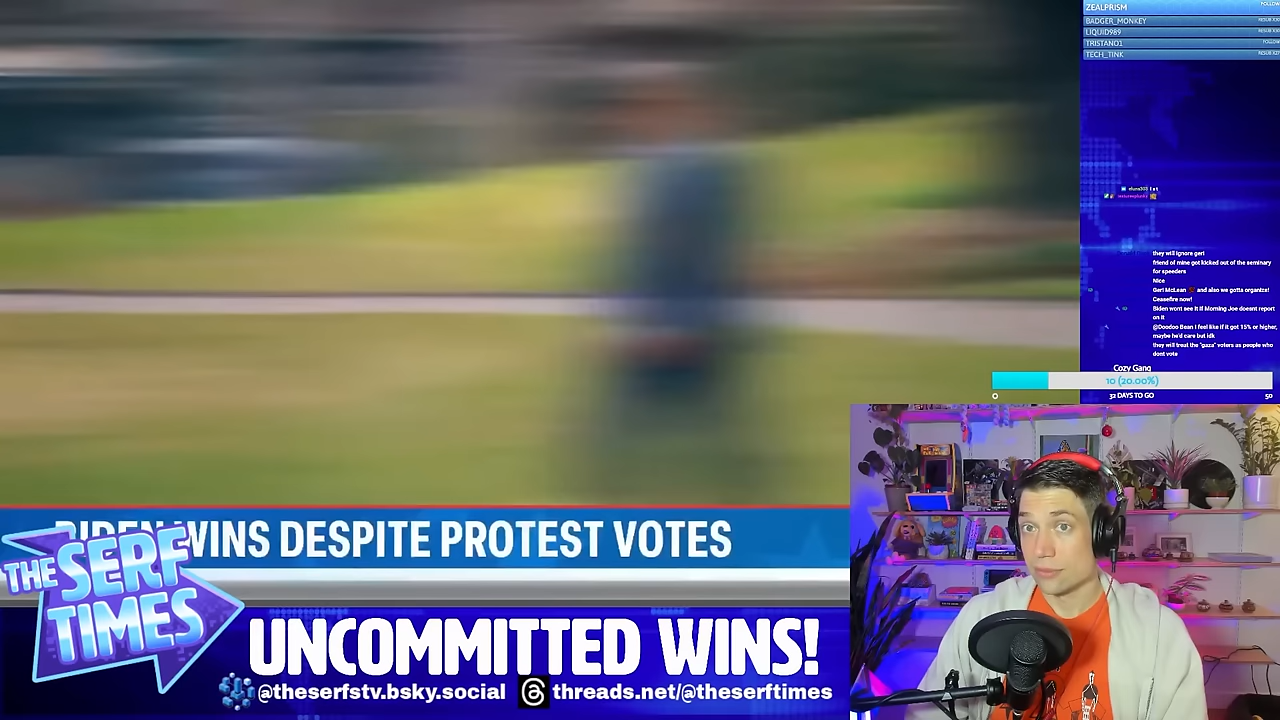 ZEALPRISM
FOLLOW
BADGER_MONKEY
LIQUID989
TRISTANO1
FOLLOW
TECH_TINK
they will ignore geri
friend of mine got kicked out of the seminary
for speeders
Nice
Geri McLean 💯 and also we gotta organize!
Ceasefire now!
Biden wont see it if Morning Joe doesnt report
on it
@Doodoo Bean I feel like if it got 15% or higher,
maybe he'd care but idk
they will treat the "gaza" voters as people who
dont vote
Cozy Gang
10 (20.00%)
0
32 DAYS TO GO
50
BIDEN WINS DESPITE PROTEST VOTES
THE SERF
TIMES
UNCOMMITTED WINS!
@theserfstv.bsky.social
threads.net/@theserftimes